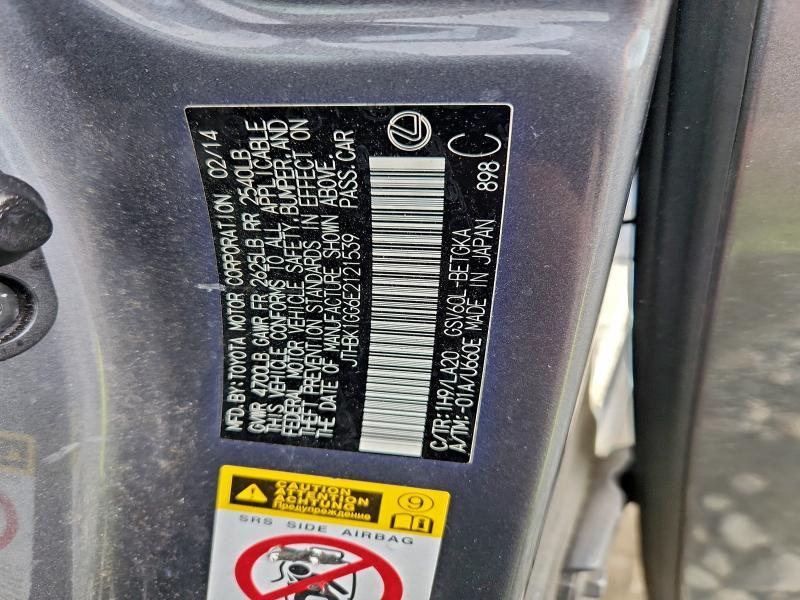 MFD.BY:TOYOTA MOTOR CORPORATION 02/14
GVWR 4700LB GAWR FR 2625LB RR 2540LB
THIS VEHICLE CONFORMS TO ALL APPLICABLE
FEDERAL MOTOR VEHICLE SAFETY, BUMPER, AND
THEFT PREVENTION STANDARDS IN EFFECT ON
THE DATE OF MANUFACTURE SHOWN ABOVE.
JTHBK1GG6E2121539 PASS. CAR
C/TR:1H9/LA20 GSV60L-BETGKA
A/TM:-01A/U660E MADE IN JAPAN 898 C
CAUTION
ATTENTION
ACHTUNG
Предупреждение
9
SRS SIDE AIRBAG